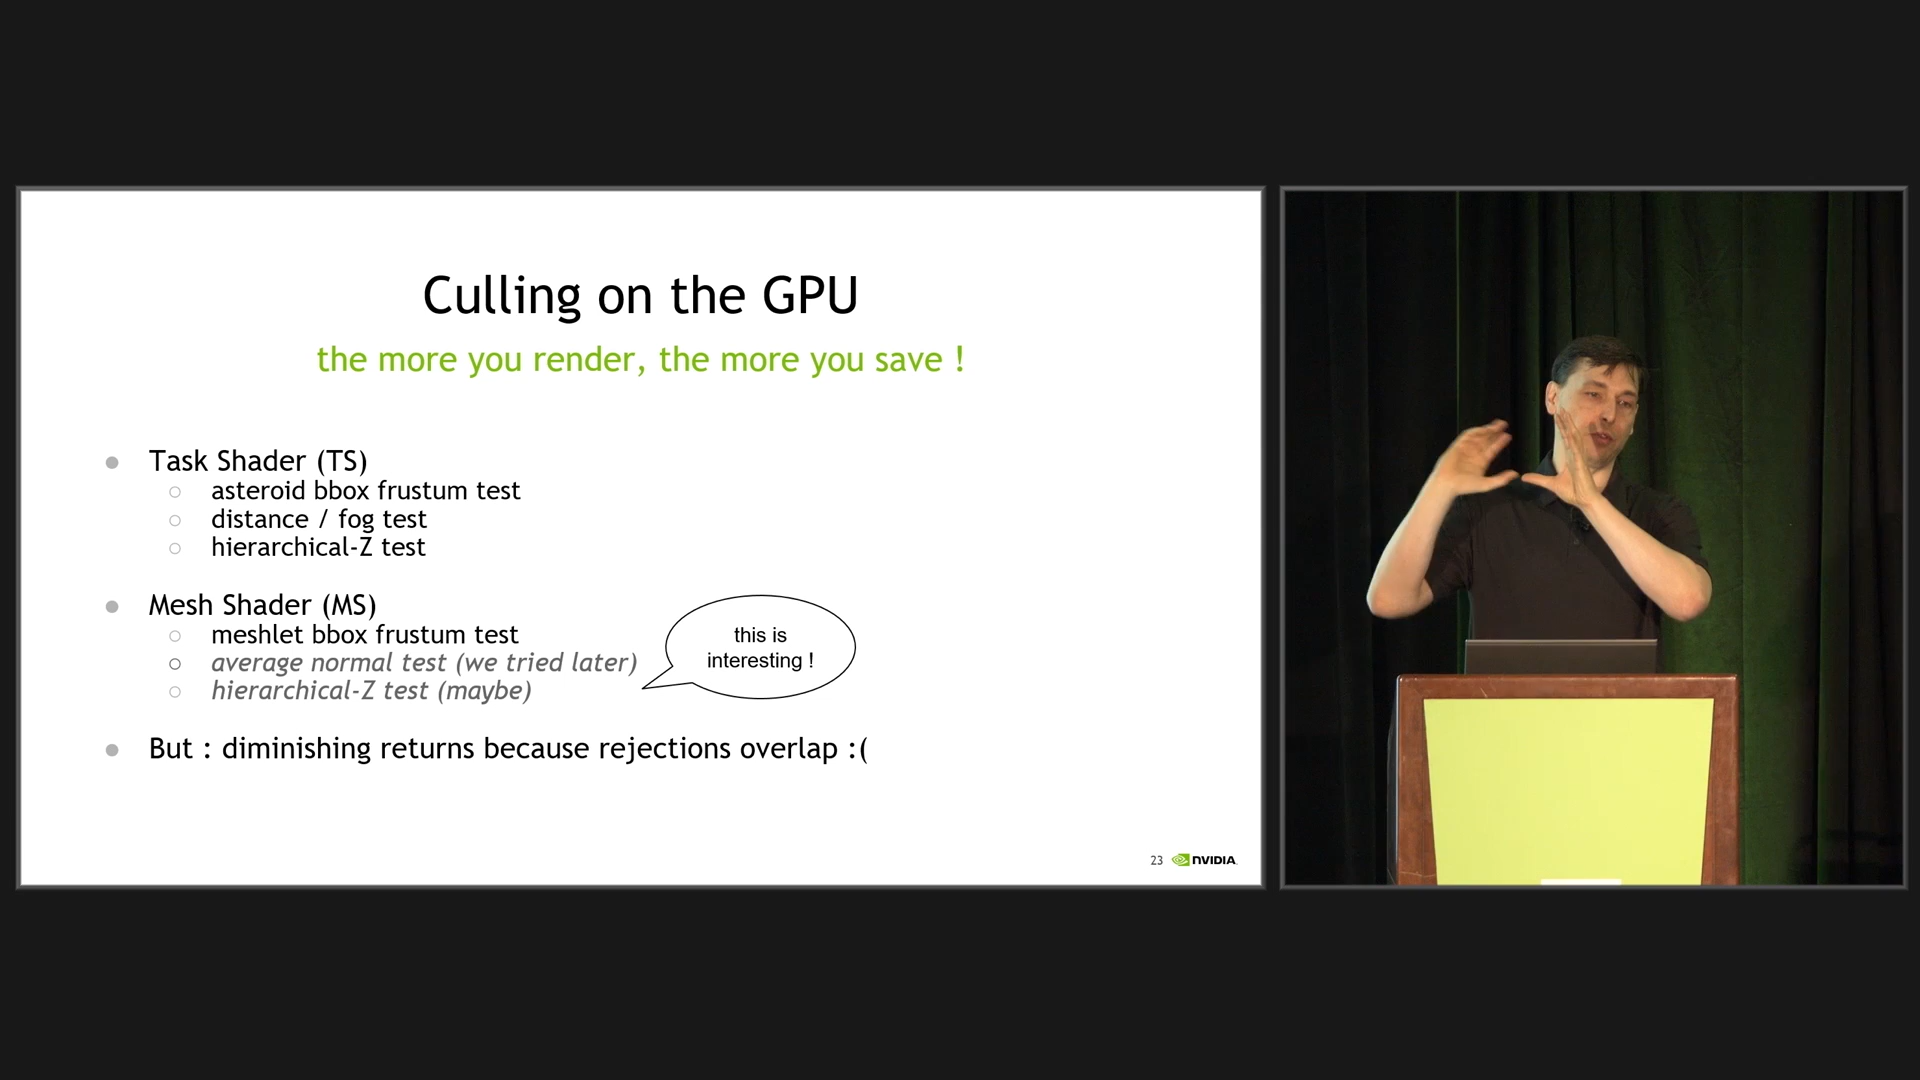 Culling on the GPU
the more you render, the more you save !
Task Shader (TS)
asteroid bbox frustum test
distance / fog test
hierarchical-Z test
Mesh Shader (MS)
meshlet bbox frustum test
average normal test (we tried later)
hierarchical-Z test (maybe)
this is
interesting !
But : diminishing returns because rejections overlap :(
23 NVIDIA